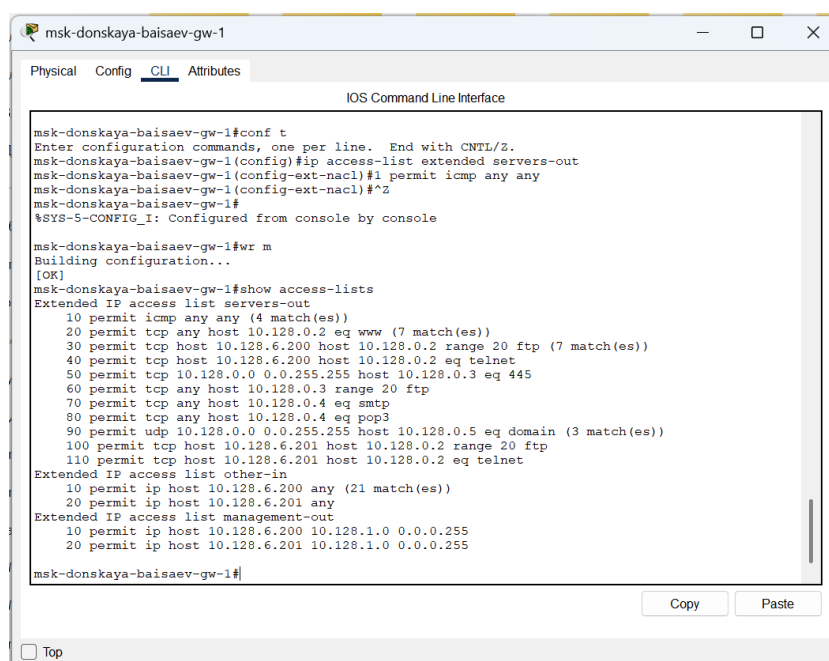 msk-donskaya-baisaev-gw-1
Physical Config CLI Attributes
IOS Command Line Interface
msk-donskaya-baisaev-gw-1#conf t
Enter configuration commands, one per line.  End with CNTL/Z.
msk-donskaya-baisaev-gw-1(config)#ip access-list extended servers-out
msk-donskaya-baisaev-gw-1(config-ext-nacl)#1 permit icmp any any
msk-donskaya-baisaev-gw-1(config-ext-nacl)#^Z
msk-donskaya-baisaev-gw-1#
%SYS-5-CONFIG_I: Configured from console by console
msk-donskaya-baisaev-gw-1#wr m
Building configuration...
[OK]
msk-donskaya-baisaev-gw-1#show access-lists
Extended IP access list servers-out
    10 permit icmp any any (4 match(es))
    20 permit tcp any host 10.128.0.2 eq www (7 match(es))
    30 permit tcp host 10.128.6.200 host 10.128.0.2 range 20 ftp (7 match(es))
    40 permit tcp host 10.128.6.200 host 10.128.0.2 eq telnet
    50 permit tcp 10.128.0.0 0.0.255.255 host 10.128.0.3 eq 445
    60 permit tcp any host 10.128.0.3 range 20 ftp
    70 permit tcp any host 10.128.0.4 eq smtp
    80 permit tcp any host 10.128.0.4 eq pop3
    90 permit udp 10.128.0.0 0.0.255.255 host 10.128.0.5 eq domain (3 match(es))
    100 permit tcp host 10.128.6.201 host 10.128.0.2 range 20 ftp
    110 permit tcp host 10.128.6.201 host 10.128.0.2 eq telnet
Extended IP access list other-in
    10 permit ip host 10.128.6.200 any (21 match(es))
    20 permit ip host 10.128.6.201 any
Extended IP access list management-out
    10 permit ip host 10.128.6.200 10.128.1.0 0.0.0.255
    20 permit ip host 10.128.6.201 10.128.1.0 0.0.0.255
msk-donskaya-baisaev-gw-1#
Copy Paste
Top